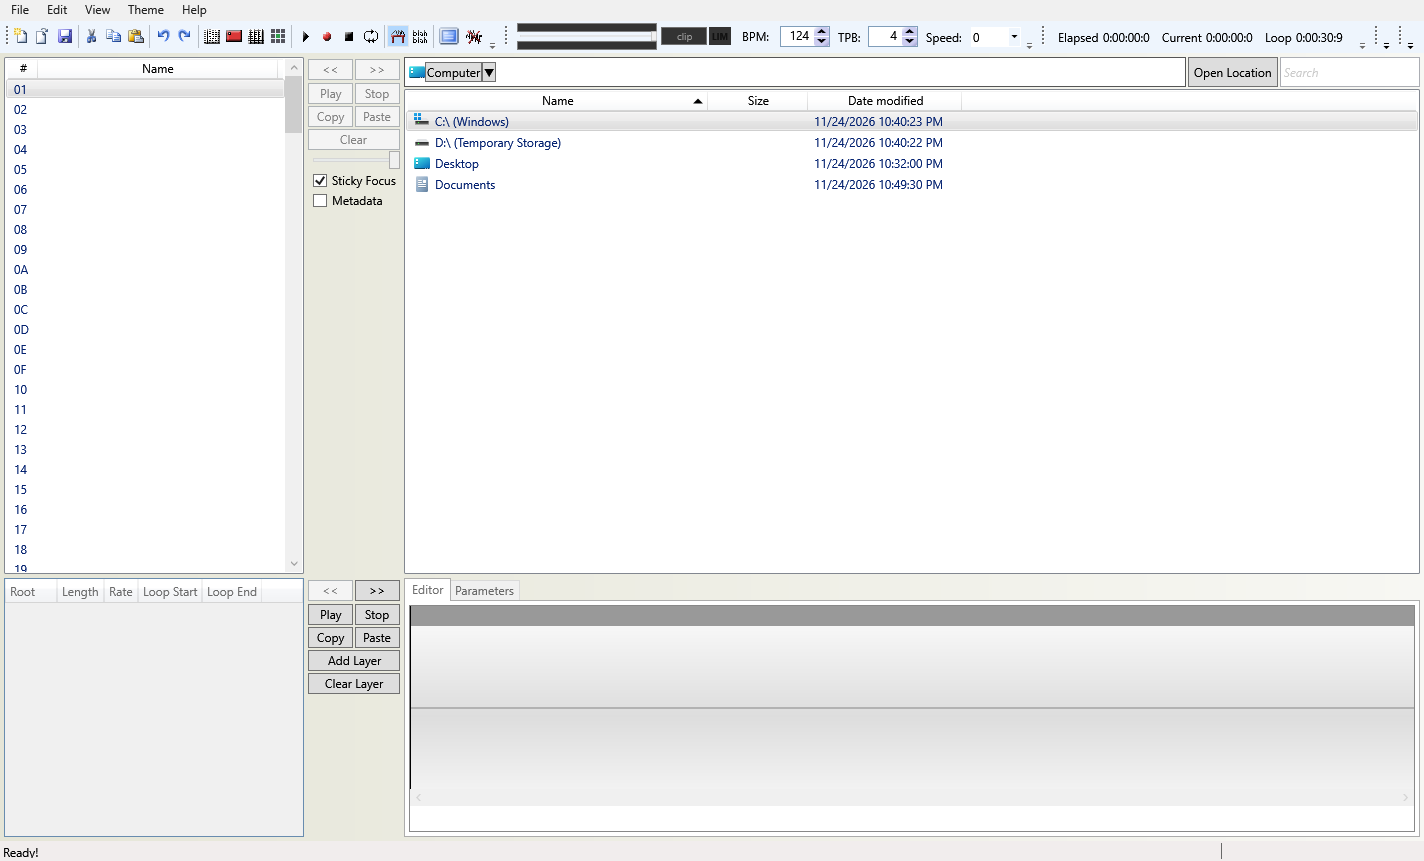 File Edit View Theme Help
clip LIM BPM: 124 TPB: 4 Speed: 0 Elapsed 0:00:00:0 Current 0:00:00:0 Loop 0:00:30:9
# Name
01
02
03
04
05
06
07
08
09
0A
0B
0C
0D
0E
0F
10
11
12
13
14
15
16
17
18
19
<< >>
Play Stop
Copy Paste
Clear
Sticky Focus
Metadata
Computer Open Location Search
Name Size Date modified
C:\ (Windows) 11/24/2026 10:40:23 PM
D:\ (Temporary Storage) 11/24/2026 10:40:22 PM
Desktop 11/24/2026 10:32:00 PM
Documents 11/24/2026 10:49:30 PM
Root Length Rate Loop Start Loop End
<< >>
Play Stop
Copy Paste
Add Layer
Clear Layer
Editor Parameters
Ready!